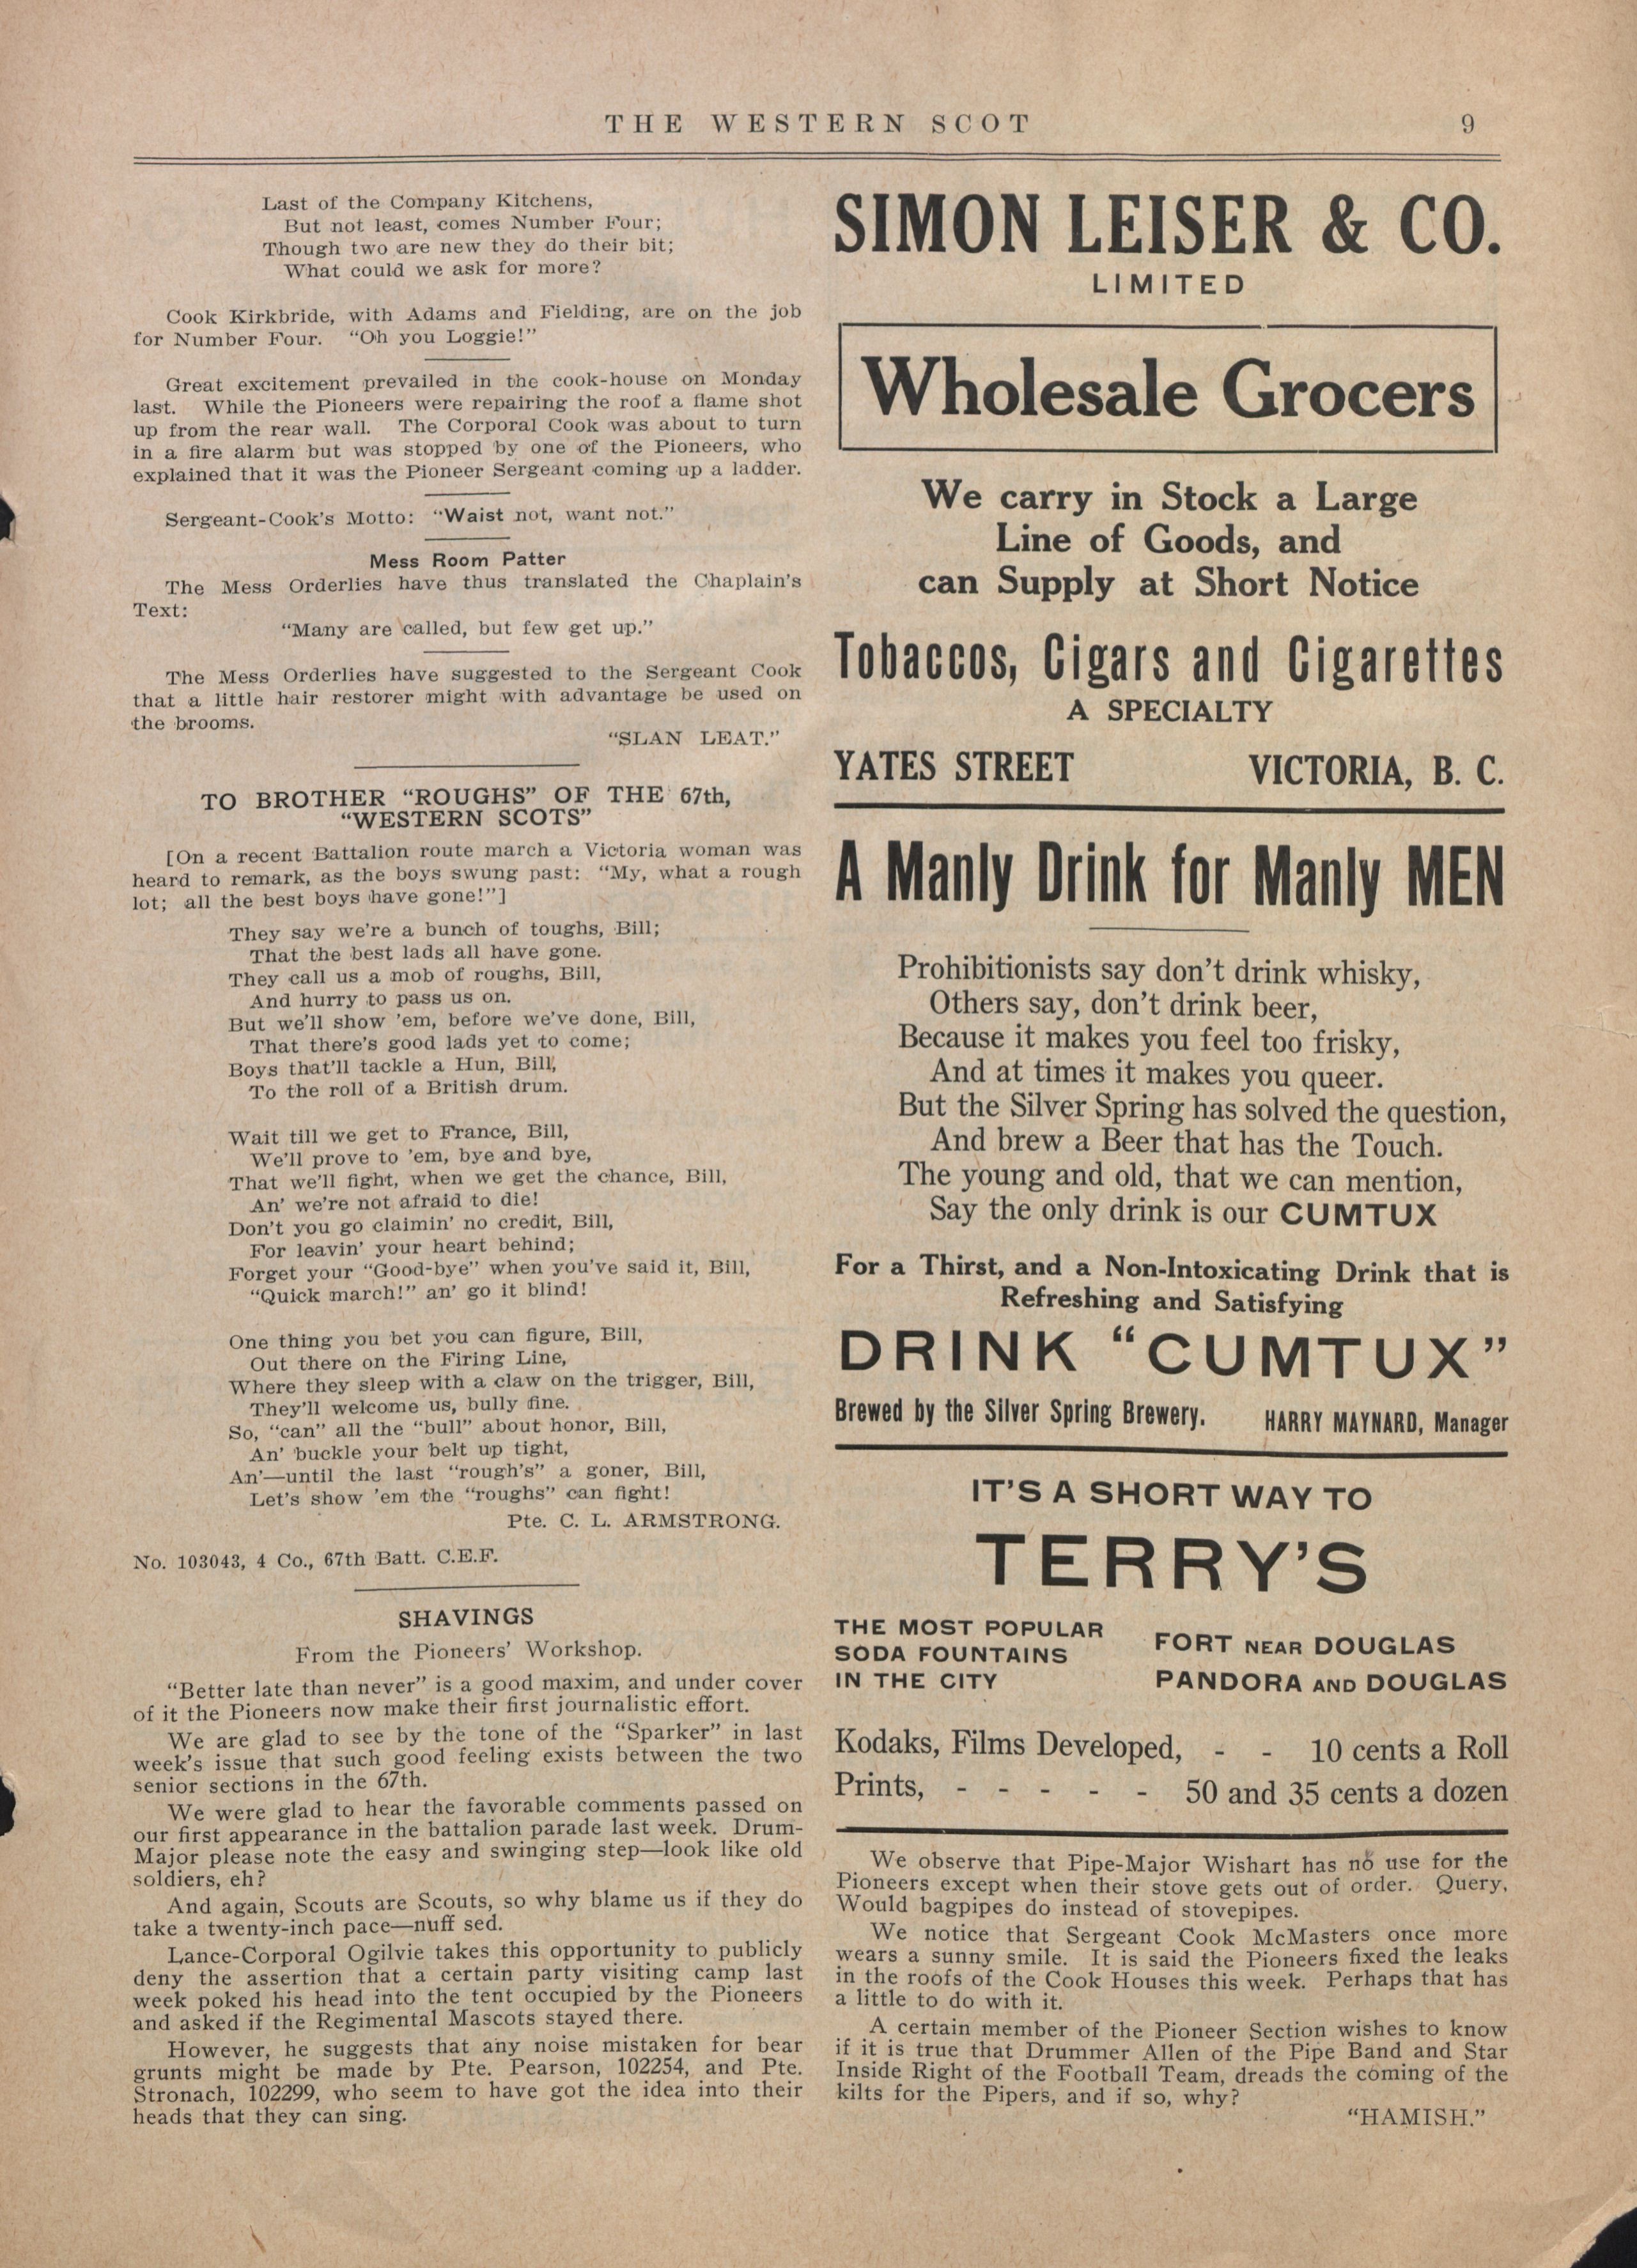 THE WESTERN SCOT
9
Last of the Company Kitchens,
But not least, comes Number Four;
Though two are new they do their bit;
What could we ask for more?
Cook Kirkbride, with Adams and Fielding, are on the job
for Number Four. "Oh you Loggie!"
Great excitement prevailed in the cook-house on Monday
last. While the Pioneers were repairing the roof a flame shot
up from the rear wall. The Corporal Cook was about to turn
in a fire alarm but was stopped by one of the Pioneers, who
explained that it was the Pioneer Sergeant coming up a ladder.
Sergeant-Cook's Motto: "Waist not, want not."
Mess Room Patter
The Mess Orderlies have thus translated the Chaplain's
Text:
"Many are called, but few get up."
The Mess Orderlies have suggested to the Sergeant Cook
that a little hair restorer might with advantage be used on
the brooms.
"SLAN LEAT."
TO BROTHER "ROUGHS" OF THE 67th,
"WESTERN SCOTS"
[On a recent Battalion route march a Victoria woman was
heard to remark, as the boys swung past: "My, what a rough
lot; all the best boys have gone!"]
They say we're a bunch of toughs, Bill;
That the best lads all have gone.
They call us a mob of roughs, Bill,
And hurry to pass us on.
But we'll show 'em, before we've done, Bill,
That there's good lads yet to come;
Boys that'll tackle a Hun, Bill,
To the roll of a British drum.
Wait till we get to France, Bill,
We'll prove to 'em, bye and bye,
That we'll fight, when we get the chance, Bill,
An' we're not afraid to die!
Don't you go claimin' no credit, Bill,
For leavin' your heart behind;
Forget your "Good-bye" when you've said it, Bill,
"Quick march!" an' go it blind!
One thing you bet you can figure, Bill,
Out there on the Firing Line,
Where they sleep with a claw on the trigger, Bill,
They'll welcome us, bully fine.
So, "can" all the "bull" about honor, Bill,
An' buckle your belt up tight,
An'—until the last "rough's" a goner, Bill,
Let's show 'em the "roughs" can fight!
Pte. C. L. ARMSTRONG.
No. 103043, 4 Co., 67th Batt. C.E.F.
SHAVINGS
From the Pioneers' Workshop.
"Better late than never" is a good maxim, and under cover
of it the Pioneers now make their first journalistic effort.
We are glad to see by the tone of the "Sparker" in last
week's issue that such good feeling exists between the two
senior sections in the 67th.
We were glad to hear the favorable comments passed on
our first appearance in the battalion parade last week. Drum-
Major please note the easy and swinging step—look like old
soldiers, eh?
And again, Scouts are Scouts, so why blame us if they do
take a twenty-inch pace—nuff sed.
Lance-Corporal Ogilvie takes this opportunity to publicly
deny the assertion that a certain party visiting camp last
week poked his head into the tent occupied by the Pioneers
and asked if the Regimental Mascots stayed there.
However, he suggests that any noise mistaken for bear
grunts might be made by Pte. Pearson, 102254, and Pte.
Stronach, 102299, who seem to have got the idea into their
heads that they can sing.
SIMON LEISER & CO.
LIMITED
Wholesale Grocers
We carry in Stock a Large
Line of Goods, and
can Supply at Short Notice
Tobaccos, Cigars and Cigarettes
A SPECIALTY
YATES STREET VICTORIA, B. C.
A Manly Drink for Manly MEN
Prohibitionists say don't drink whisky,
Others say, don't drink beer,
Because it makes you feel too frisky,
And at times it makes you queer.
But the Silver Spring has solved the question,
And brew a Beer that has the Touch.
The young and old, that we can mention,
Say the only drink is our CUMTUX
For a Thirst, and a Non-Intoxicating Drink that is
Refreshing and Satisfying
DRINK "CUMTUX"
Brewed by the Silver Spring Brewery. HARRY MAYNARD, Manager
IT'S A SHORT WAY TO
TERRY'S
THE MOST POPULAR
SODA FOUNTAINS
IN THE CITY
FORT NEAR DOUGLAS
PANDORA AND DOUGLAS
Kodaks, Films Developed, - - 10 cents a Roll
Prints, - - - - - 50 and 35 cents a dozen
We observe that Pipe-Major Wishart has no use for the
Pioneers except when their stove gets out of order. Query,
Would bagpipes do instead of stovepipes.
We notice that Sergeant Cook McMasters once more
wears a sunny smile. It is said the Pioneers fixed the leaks
in the roofs of the Cook Houses this week. Perhaps that has
a little to do with it.
A certain member of the Pioneer Section wishes to know
if it is true that Drummer Allen of the Pipe Band and Star
Inside Right of the Football Team, dreads the coming of the
kilts for the Pipers, and if so, why?
"HAMISH."